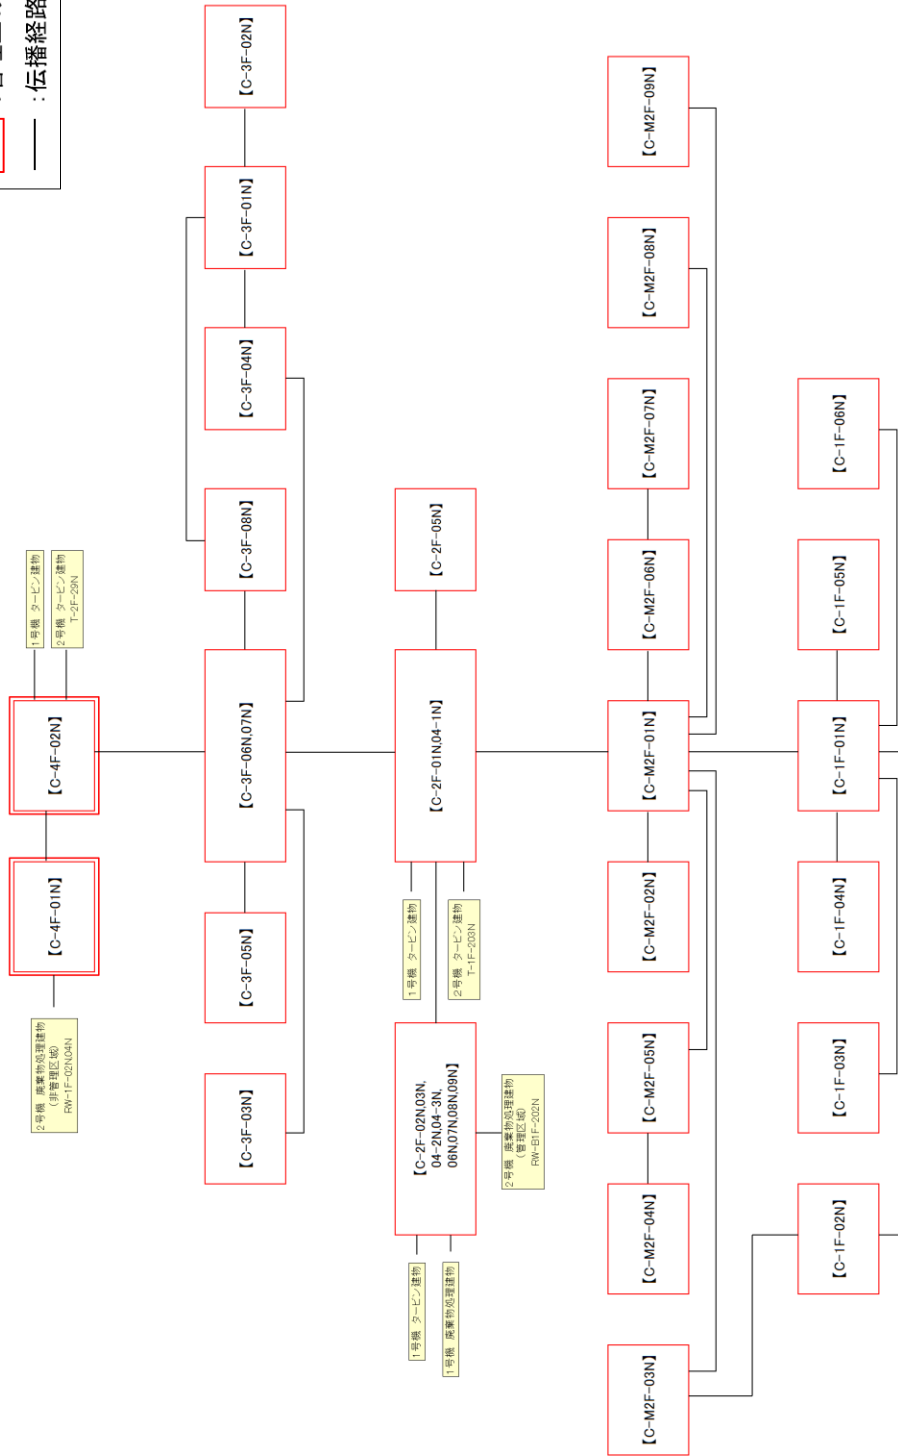 :伝播経路
【C-4F-01N】
【C-4F-02N】
2号機 廃棄物処理建物
(非管理区域)
RW-1F-02N,04N
1号機 タービン建物
2号機 タービン建物
T-2F-29N
【C-3F-03N】
【C-3F-05N】
【C-3F-06N,07N】
【C-3F-08N】
【C-3F-04N】
【C-3F-01N】
【C-3F-02N】
1号機 タービン建物
1号機 廃棄物処理建物
【C-2F-02N,03N,
04-2N,04-3N,
06N,07N,08N,09N】
2号機 廃棄物処理建物
(管理区域)
RW-B1F-202N
1号機 タービン建物
2号機 タービン建物
T-1F-203N
【C-2F-01N,04-1N】
【C-2F-05N】
【C-M2F-03N】
【C-M2F-04N】
【C-M2F-05N】
【C-M2F-02N】
【C-M2F-01N】
【C-M2F-06N】
【C-M2F-07N】
【C-M2F-08N】
【C-M2F-09N】
【C-1F-02N】
【C-1F-03N】
【C-1F-04N】
【C-1F-01N】
【C-1F-05N】
【C-1F-06N】